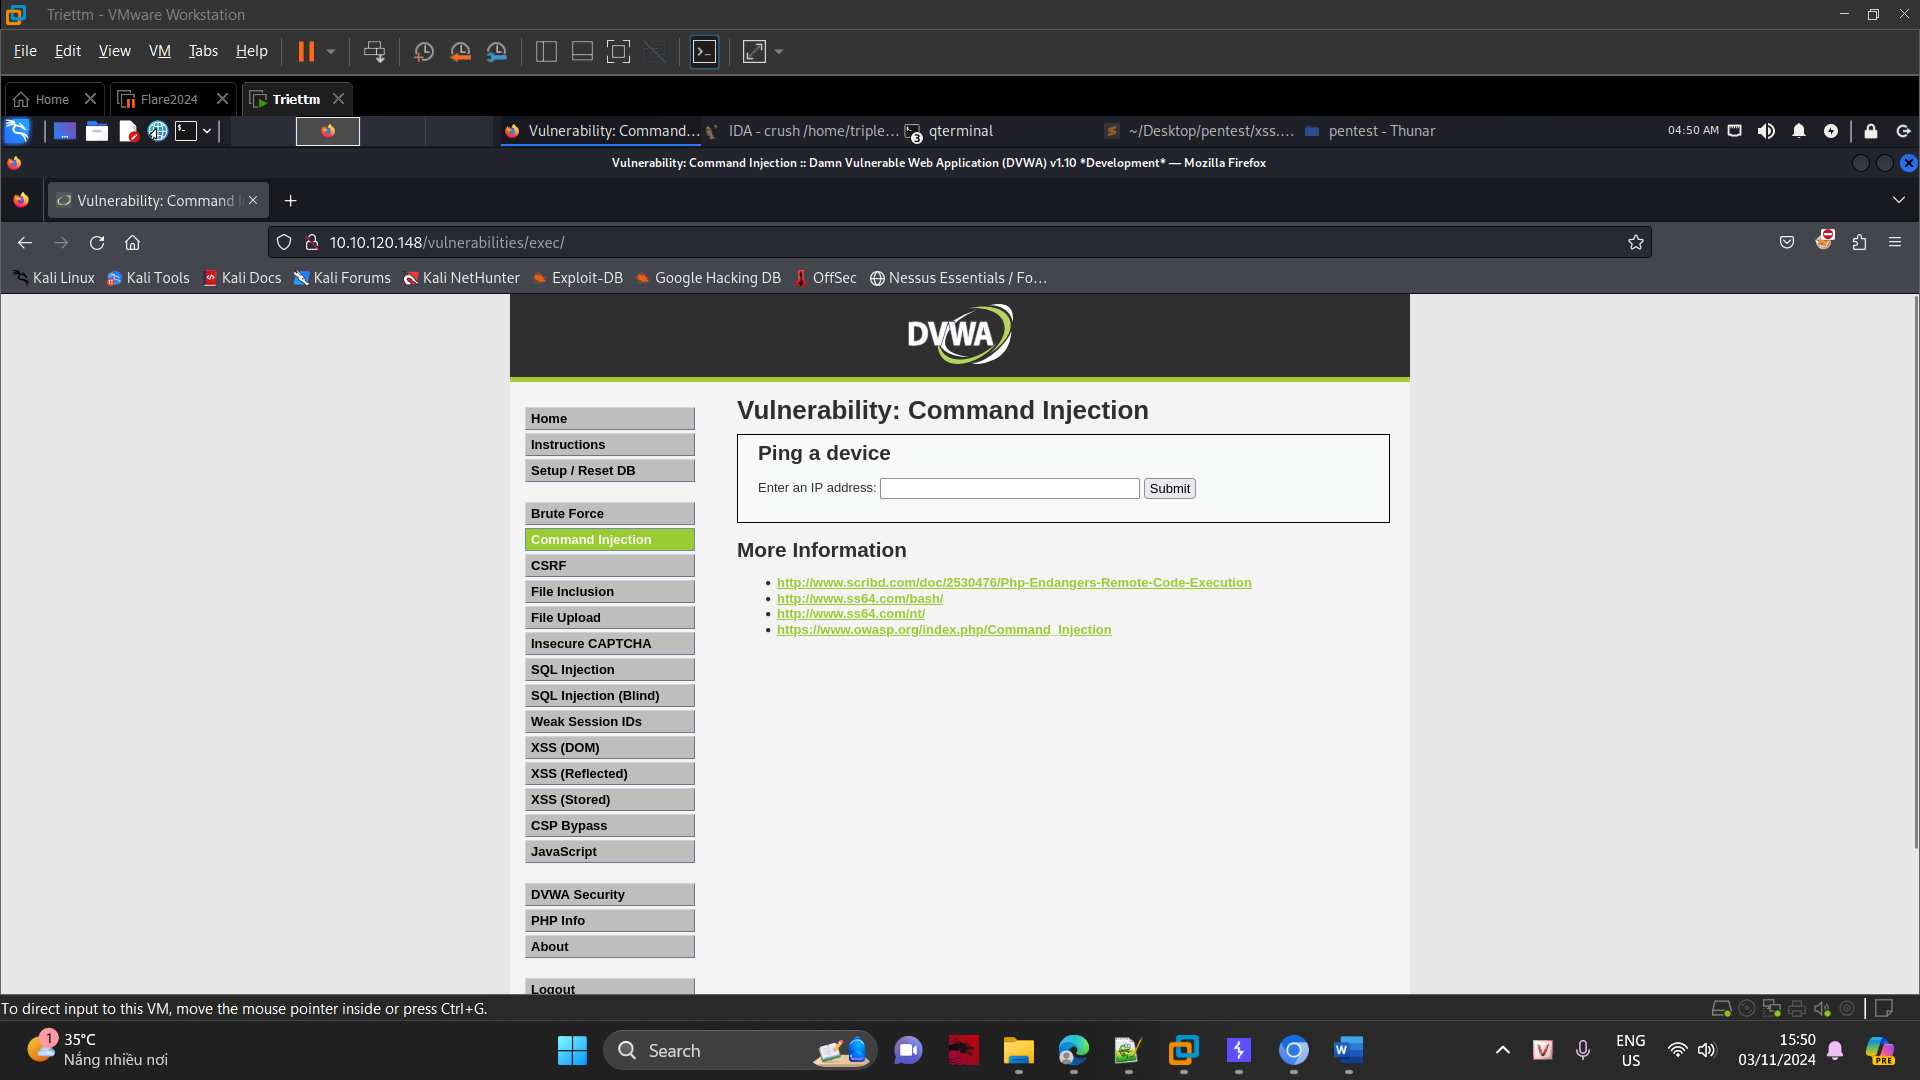 Triettm - VMware Workstation
File Edit View VM Tabs Help
Home Flare2024 Triettm
Vulnerability: Command... IDA - crush /home/triple... 3 qterminal ~/Desktop/pentest/xss.... pentest - Thunar 04:50 AM
Vulnerability: Command Injection :: Damn Vulnerable Web Application (DVWA) v1.10 *Development* — Mozilla Firefox
Vulnerability: Command I
10.10.120.148/vulnerabilities/exec/
Kali Linux Kali Tools Kali Docs Kali Forums Kali NetHunter Exploit-DB Google Hacking DB OffSec Nessus Essentials / Fo...
DVWA
Home
Instructions
Setup / Reset DB
Brute Force
Command Injection
CSRF
File Inclusion
File Upload
Insecure CAPTCHA
SQL Injection
SQL Injection (Blind)
Weak Session IDs
XSS (DOM)
XSS (Reflected)
XSS (Stored)
CSP Bypass
JavaScript
DVWA Security
PHP Info
About
Logout
Vulnerability: Command Injection
Ping a device
Enter an IP address: Submit
More Information
http://www.scribd.com/doc/2530476/Php-Endangers-Remote-Code-Execution
http://www.ss64.com/bash/
http://www.ss64.com/nt/
https://www.owasp.org/index.php/Command_Injection
To direct input to this VM, move the mouse pointer inside or press Ctrl+G.
1 35°C
Nắng nhiều nơi
Search
V
ENG
US
15:50
03/11/2024
PRE